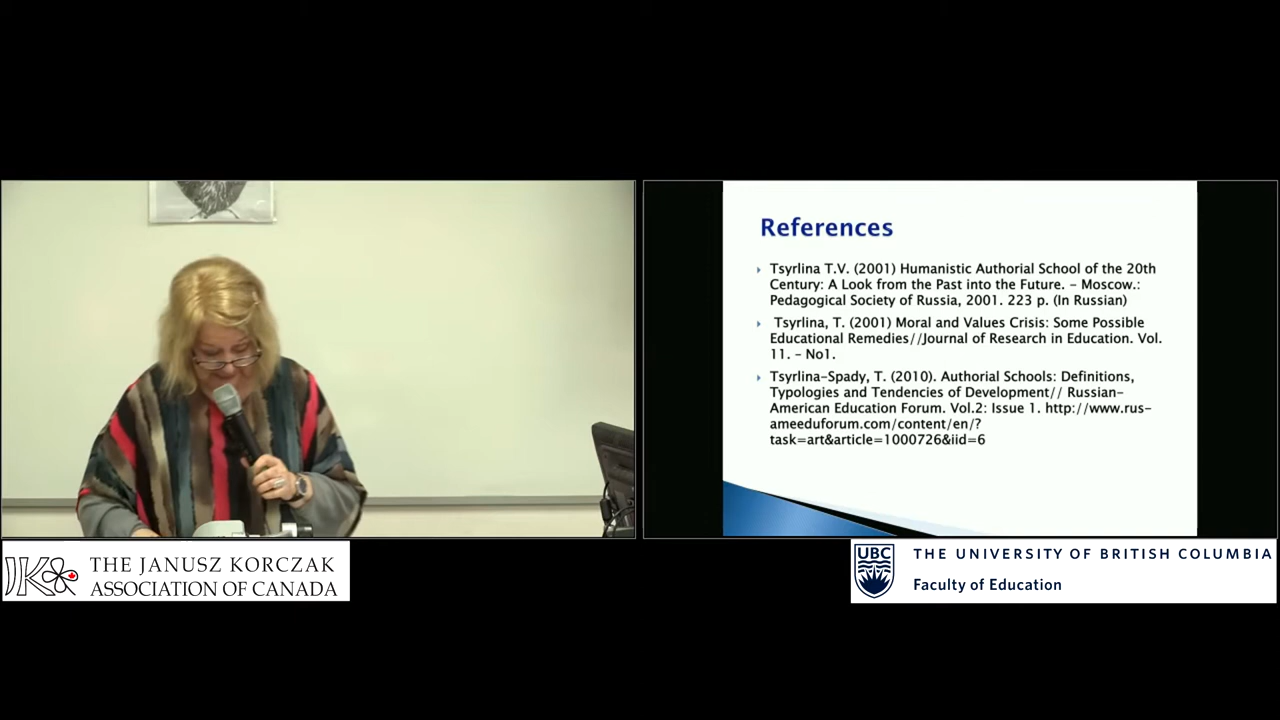 References
Tsyrlina T.V. (2001) Humanistic Authorial School of the 20th
Century: A Look from the Past into the Future. – Moscow.:
Pedagogical Society of Russia, 2001. 223 p. (In Russian)
Tsyrlina, T. (2001) Moral and Values Crisis: Some Possible
Educational Remedies//Journal of Research in Education. Vol.
11. – No1.
Tsyrlina-Spady, T. (2010). Authorial Schools: Definitions,
Typologies and Tendencies of Development// Russian-
American Education Forum. Vol.2: Issue 1. http://www.rus-
ameeduforum.com/content/en/?
task=art&article=1000726&iid=6
JK
THE JANUSZ KORCZAK
ASSOCIATION OF CANADA
UBC
THE UNIVERSITY OF BRITISH COLUMBIA
Faculty of Education